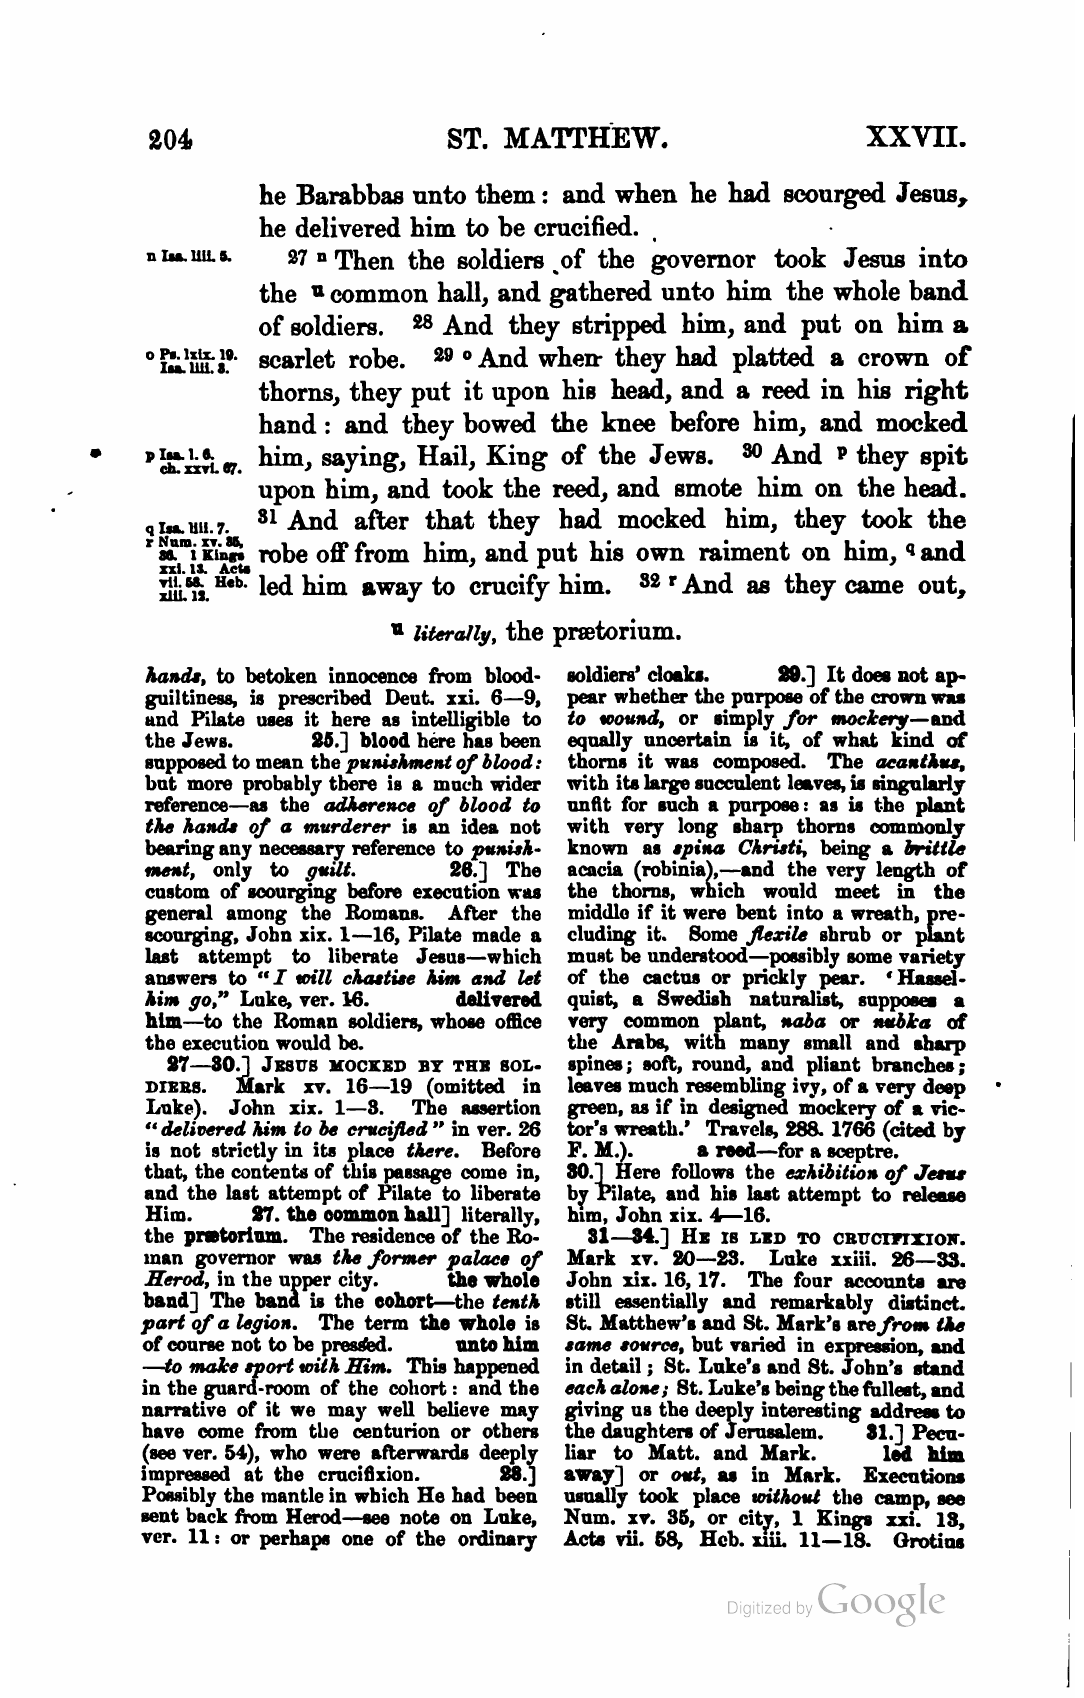 204 ST. MATTHEW. XXVII.
he Barabbas unto them : and when he had scourged Jesus,
he delivered him to be crucified.
n Isa. liii. 5.
27 n Then the soldiers of the governor took Jesus into
the u common hall, and gathered unto him the whole band
of soldiers. 28 And they stripped him, and put on him a
o Ps. lxix. 19.
Isa. liii. 3.
scarlet robe. 29 o And when they had platted a crown of
thorns, they put it upon his head, and a reed in his right
hand : and they bowed the knee before him, and mocked
p Isa. l. 6.
ch. xxvi. 67.
him, saying, Hail, King of the Jews. 30 And p they spit
upon him, and took the reed, and smote him on the head.
q Isa. liii. 7.
31 And after that they had mocked him, they took the
r Num. xv. 35,
36. 1 Kings
xxi. 13. Acts
vii. 58. Heb.
xiii. 12.
robe off from him, and put his own raiment on him, q and
led him away to crucify him. 32 r And as they came out,
u literally, the prætorium.
hands, to betoken innocence from blood-
guiltiness, is prescribed Deut. xxi. 6—9,
and Pilate uses it here as intelligible to
the Jews. 25.] blood here has been
supposed to mean the punishment of blood:
but more probably there is a much wider
reference—as the adherence of blood to
the hands of a murderer is an idea not
bearing any necessary reference to punish-
ment, only to guilt. 26.] The
custom of scourging before execution was
general among the Romans. After the
scourging, John xix. 1—16, Pilate made a
last attempt to liberate Jesus—which
answers to "I will chastise him and let
him go," Luke, ver. 16. delivered
him—to the Roman soldiers, whose office
the execution would be.
27—30.] JESUS MOCKED BY THE SOL-
DIERS. Mark xv. 16—19 (omitted in
Luke). John xix. 1—3. The assertion
"delivered him to be crucified" in ver. 26
is not strictly in its place there. Before
that, the contents of this passage come in,
and the last attempt of Pilate to liberate
Him. 27. the common hall] literally,
the prætorium. The residence of the Ro-
man governor was the former palace of
Herod, in the upper city. the whole
band] The band is the cohort—the tenth
part of a legion. The term the whole is
of course not to be pressed. unto him
—to make sport with Him. This happened
in the guard-room of the cohort : and the
narrative of it we may well believe may
have come from the centurion or others
(see ver. 54), who were afterwards deeply
impressed at the crucifixion. 28.]
Possibly the mantle in which He had been
sent back from Herod—see note on Luke,
ver. 11 : or perhaps one of the ordinary
soldiers' cloaks. 29.] It does not ap-
pear whether the purpose of the crown was
to wound, or simply for mockery—and
equally uncertain is it, of what kind of
thorns it was composed. The acanthus,
with its large succulent leaves, is singularly
unfit for such a purpose: as is the plant
with very long sharp thorns commonly
known as spina Christi, being a brittle
acacia (robinia),—and the very length of
the thorns, which would meet in the
middle if it were bent into a wreath, pre-
cluding it. Some flexile shrub or plant
must be understood—possibly some variety
of the cactus or prickly pear. 'Hassel-
quist, a Swedish naturalist, supposes a
very common plant, naba or nubka of
the Arabs, with many small and sharp
spines ; soft, round, and pliant branches ;
leaves much resembling ivy, of a very deep
green, as if in designed mockery of a vic-
tor's wreath.' Travels, 288. 1766 (cited by
F. M.). a reed—for a sceptre.
30.] Here follows the exhibition of Jesus
by Pilate, and his last attempt to release
him, John xix. 4—16.
31—34.] HE IS LED TO CRUCIFIXION.
Mark xv. 20—23. Luke xxiii. 26—33.
John xix. 16, 17. The four accounts are
still essentially and remarkably distinct.
St. Matthew's and St. Mark's are from the
same source, but varied in expression, and
in detail ; St. Luke's and St. John's stand
each alone; St. Luke's being the fullest, and
giving us the deeply interesting address to
the daughters of Jerusalem. 31.] Pecu-
liar to Matt. and Mark. led him
away] or out, as in Mark. Executions
usually took place without the camp, see
Num. xv. 35, or city, 1 Kings xxi. 13,
Acts vii. 58, Heb. xiii. 11—13. Grotius
Digitized by Google